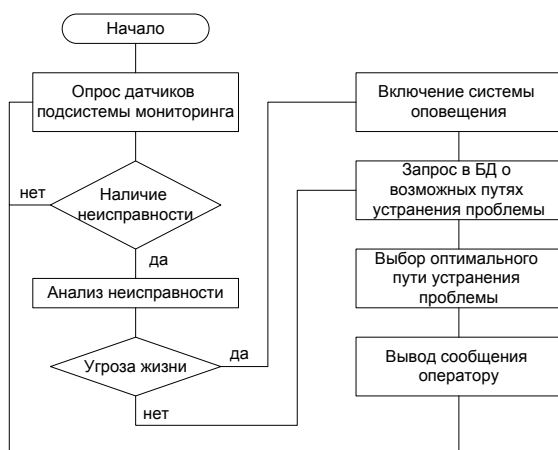 Начало
Опрос датчиков
подсистемы мониторинга
нет
Наличие
неисправности
да
Анализ неисправности
Угроза жизни
да
нет
Включение системы
оповещения
Запрос в БД о
возможных путях
устранения проблемы
Выбор оптимального
пути устранения
проблемы
Вывод сообщения
оператору